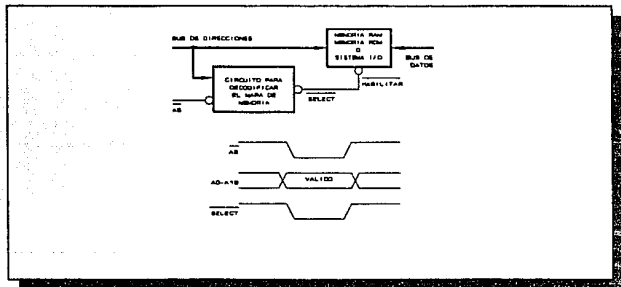 BUS DE DIRECCIONES
MEMORIA RAM
MEMORIA ROM
O
SISTEMA I/O
BUS DE
DATOS
CIRCUITO PARA
DECODIFICAR
EL MAPA DE
MEMORIA
HABILITAR
SELECT
AS
AS
VALIDO
SELECT